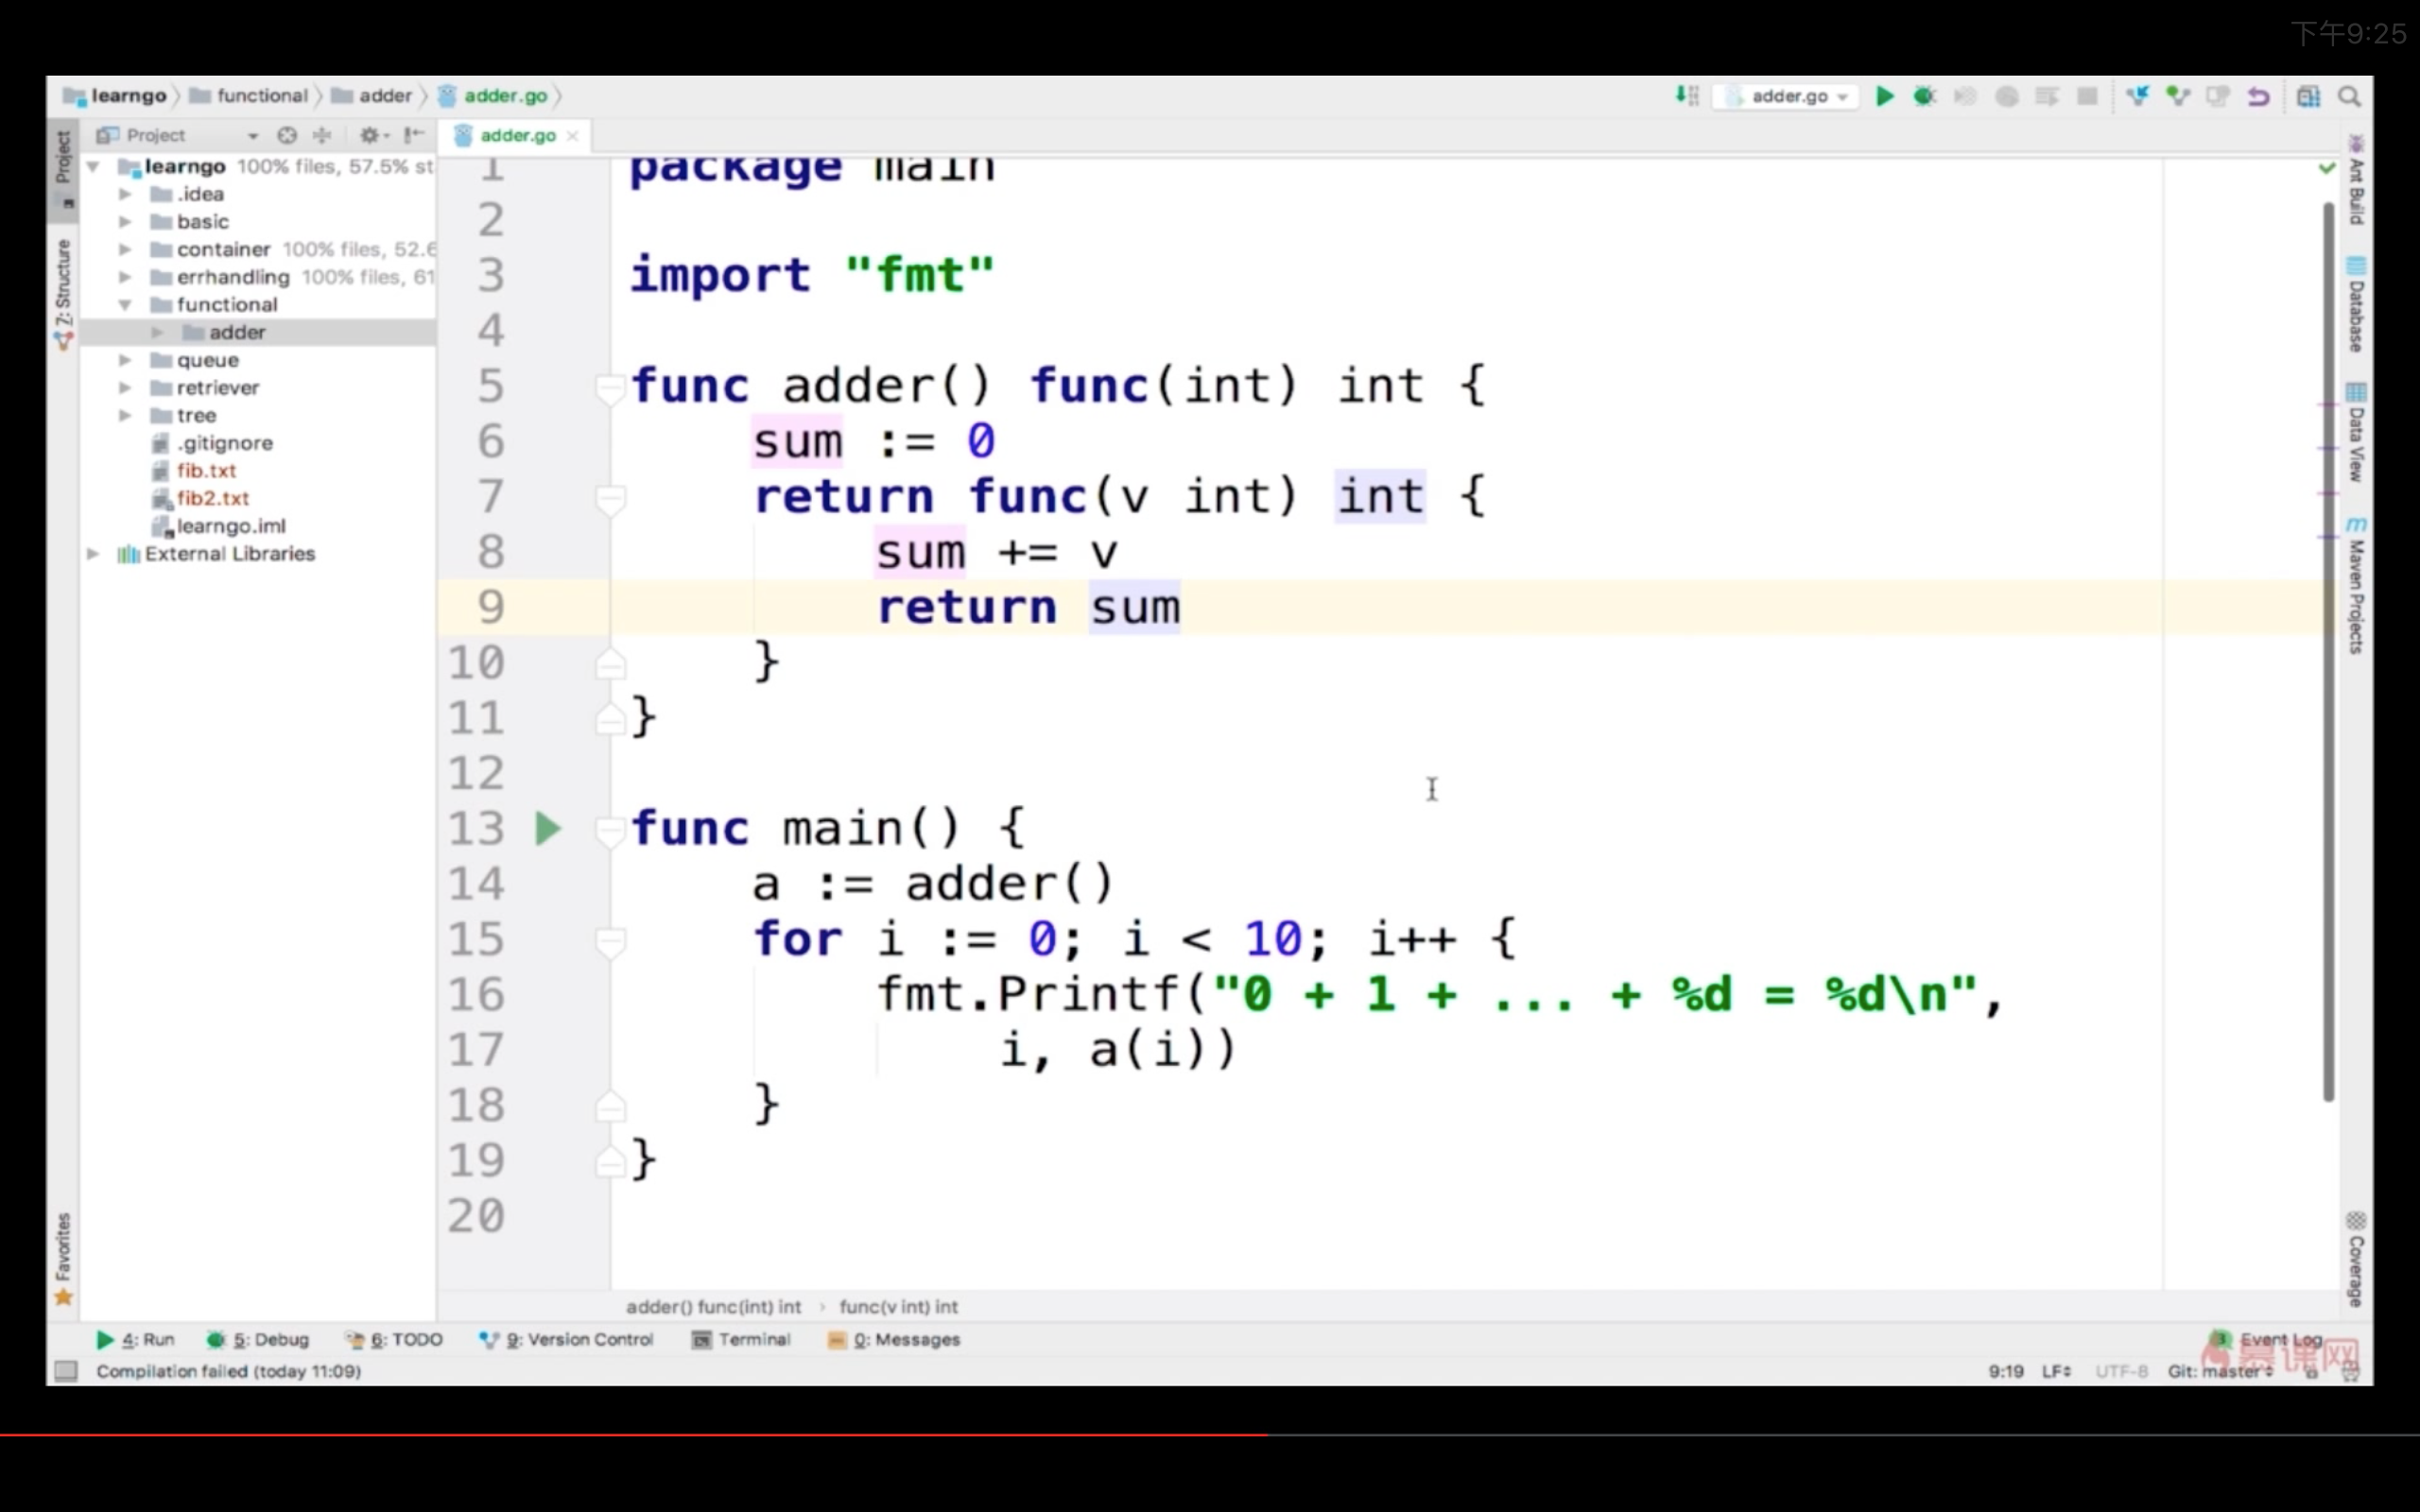 下午9:25
learngo functional adder adder.go
adder.go
Project
adder.go
learngo 100% files, 57.5% st
.idea
basic
container 100% files, 52.6
errhandling 100% files, 61
functional
adder
queue
retriever
tree
.gitignore
fib.txt
fib2.txt
learngo.iml
External Libraries
Project
Z: Structure
Favorites
1 package main
2
3 import "fmt"
4
5 func adder() func(int) int {
6 sum := 0
7 return func(v int) int {
8 sum += v
9 return sum
10 }
11 }
12
13 func main() {
14 a := adder()
15 for i := 0; i < 10; i++ {
16 fmt.Printf("0 + 1 + ... + %d = %d\n",
17 i, a(i))
18 }
19 }
20
Ant Build
Database
Data View
m Maven Projects
Coverage
adder() func(int) int › func(v int) int
4: Run 5: Debug 6: TODO 9: Version Control Terminal 0: Messages
3 Event Log
慕课网
Compilation failed (today 11:09)
9:19 LF UTF-8 Git: master